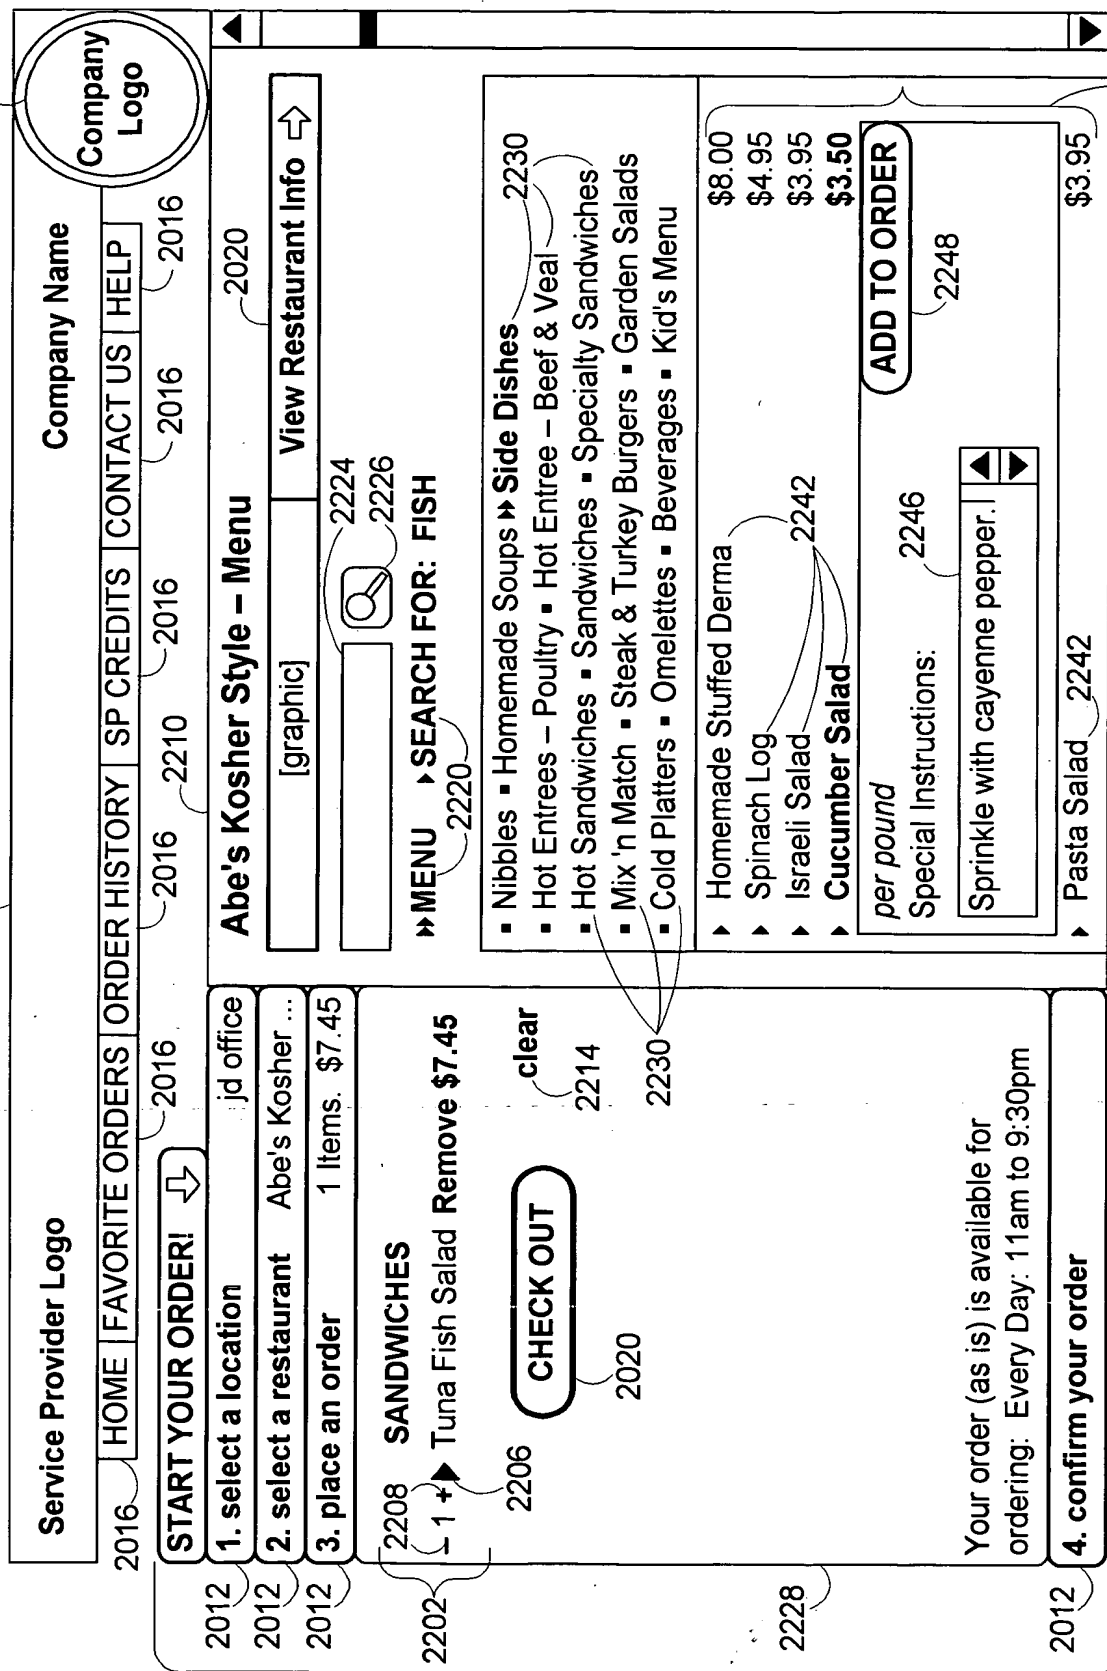 Service Provider Logo
Company Name
Company
Logo
HOME FAVORITE ORDERS ORDER HISTORY SP CREDITS CONTACT US HELP
2016 2016 2016 2210 2016 2016 2016
START YOUR ORDER!
2012 1. select a location jd office
2012 2. select a restaurant Abe's Kosher ...
2012 3. place an order 1 Items. $7.45
2202
2208 SANDWICHES
1 + Tuna Fish Salad Remove $7.45
2206
clear
2214
CHECK OUT
2020
2230
2228
Your order (as is) is available for
ordering: Every Day: 11am to 9:30pm
2012 4. confirm your order
Abe's Kosher Style – Menu
2020
[graphic] View Restaurant Info
2224
2226
MENU SEARCH FOR: FISH
2220
▪ Nibbles ▪ Homemade Soups Side Dishes 2230
▪ Hot Entrees – Poultry ▪ Hot Entree – Beef & Veal
▪ Hot Sandwiches ▪ Sandwiches ▪ Specialty Sandwiches
▪ Mix 'n Match ▪ Steak & Turkey Burgers ▪ Garden Salads
▪ Cold Platters ▪ Omelettes ▪ Beverages ▪ Kid's Menu
Homemade Stuffed Derma $8.00
Spinach Log 2242 $4.95
Israeli Salad $3.95
Cucumber Salad $3.50
per pound
ADD TO ORDER
Special Instructions: 2246 2248
Sprinkle with cayenne pepper.
Pasta Salad 2242 $3.95